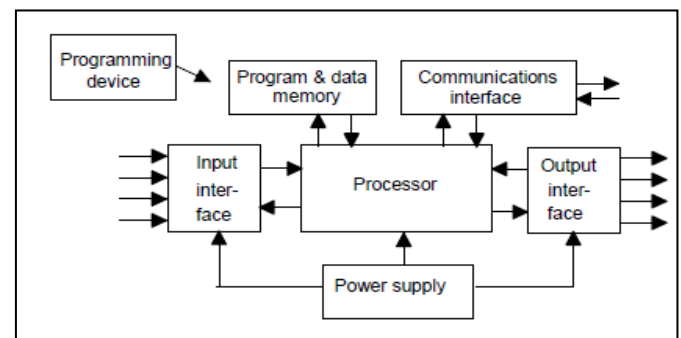 Programming
device
Program & data
memory
Communications
interface
Input
inter-
face
Processor
Output
inter-
face
Power supply